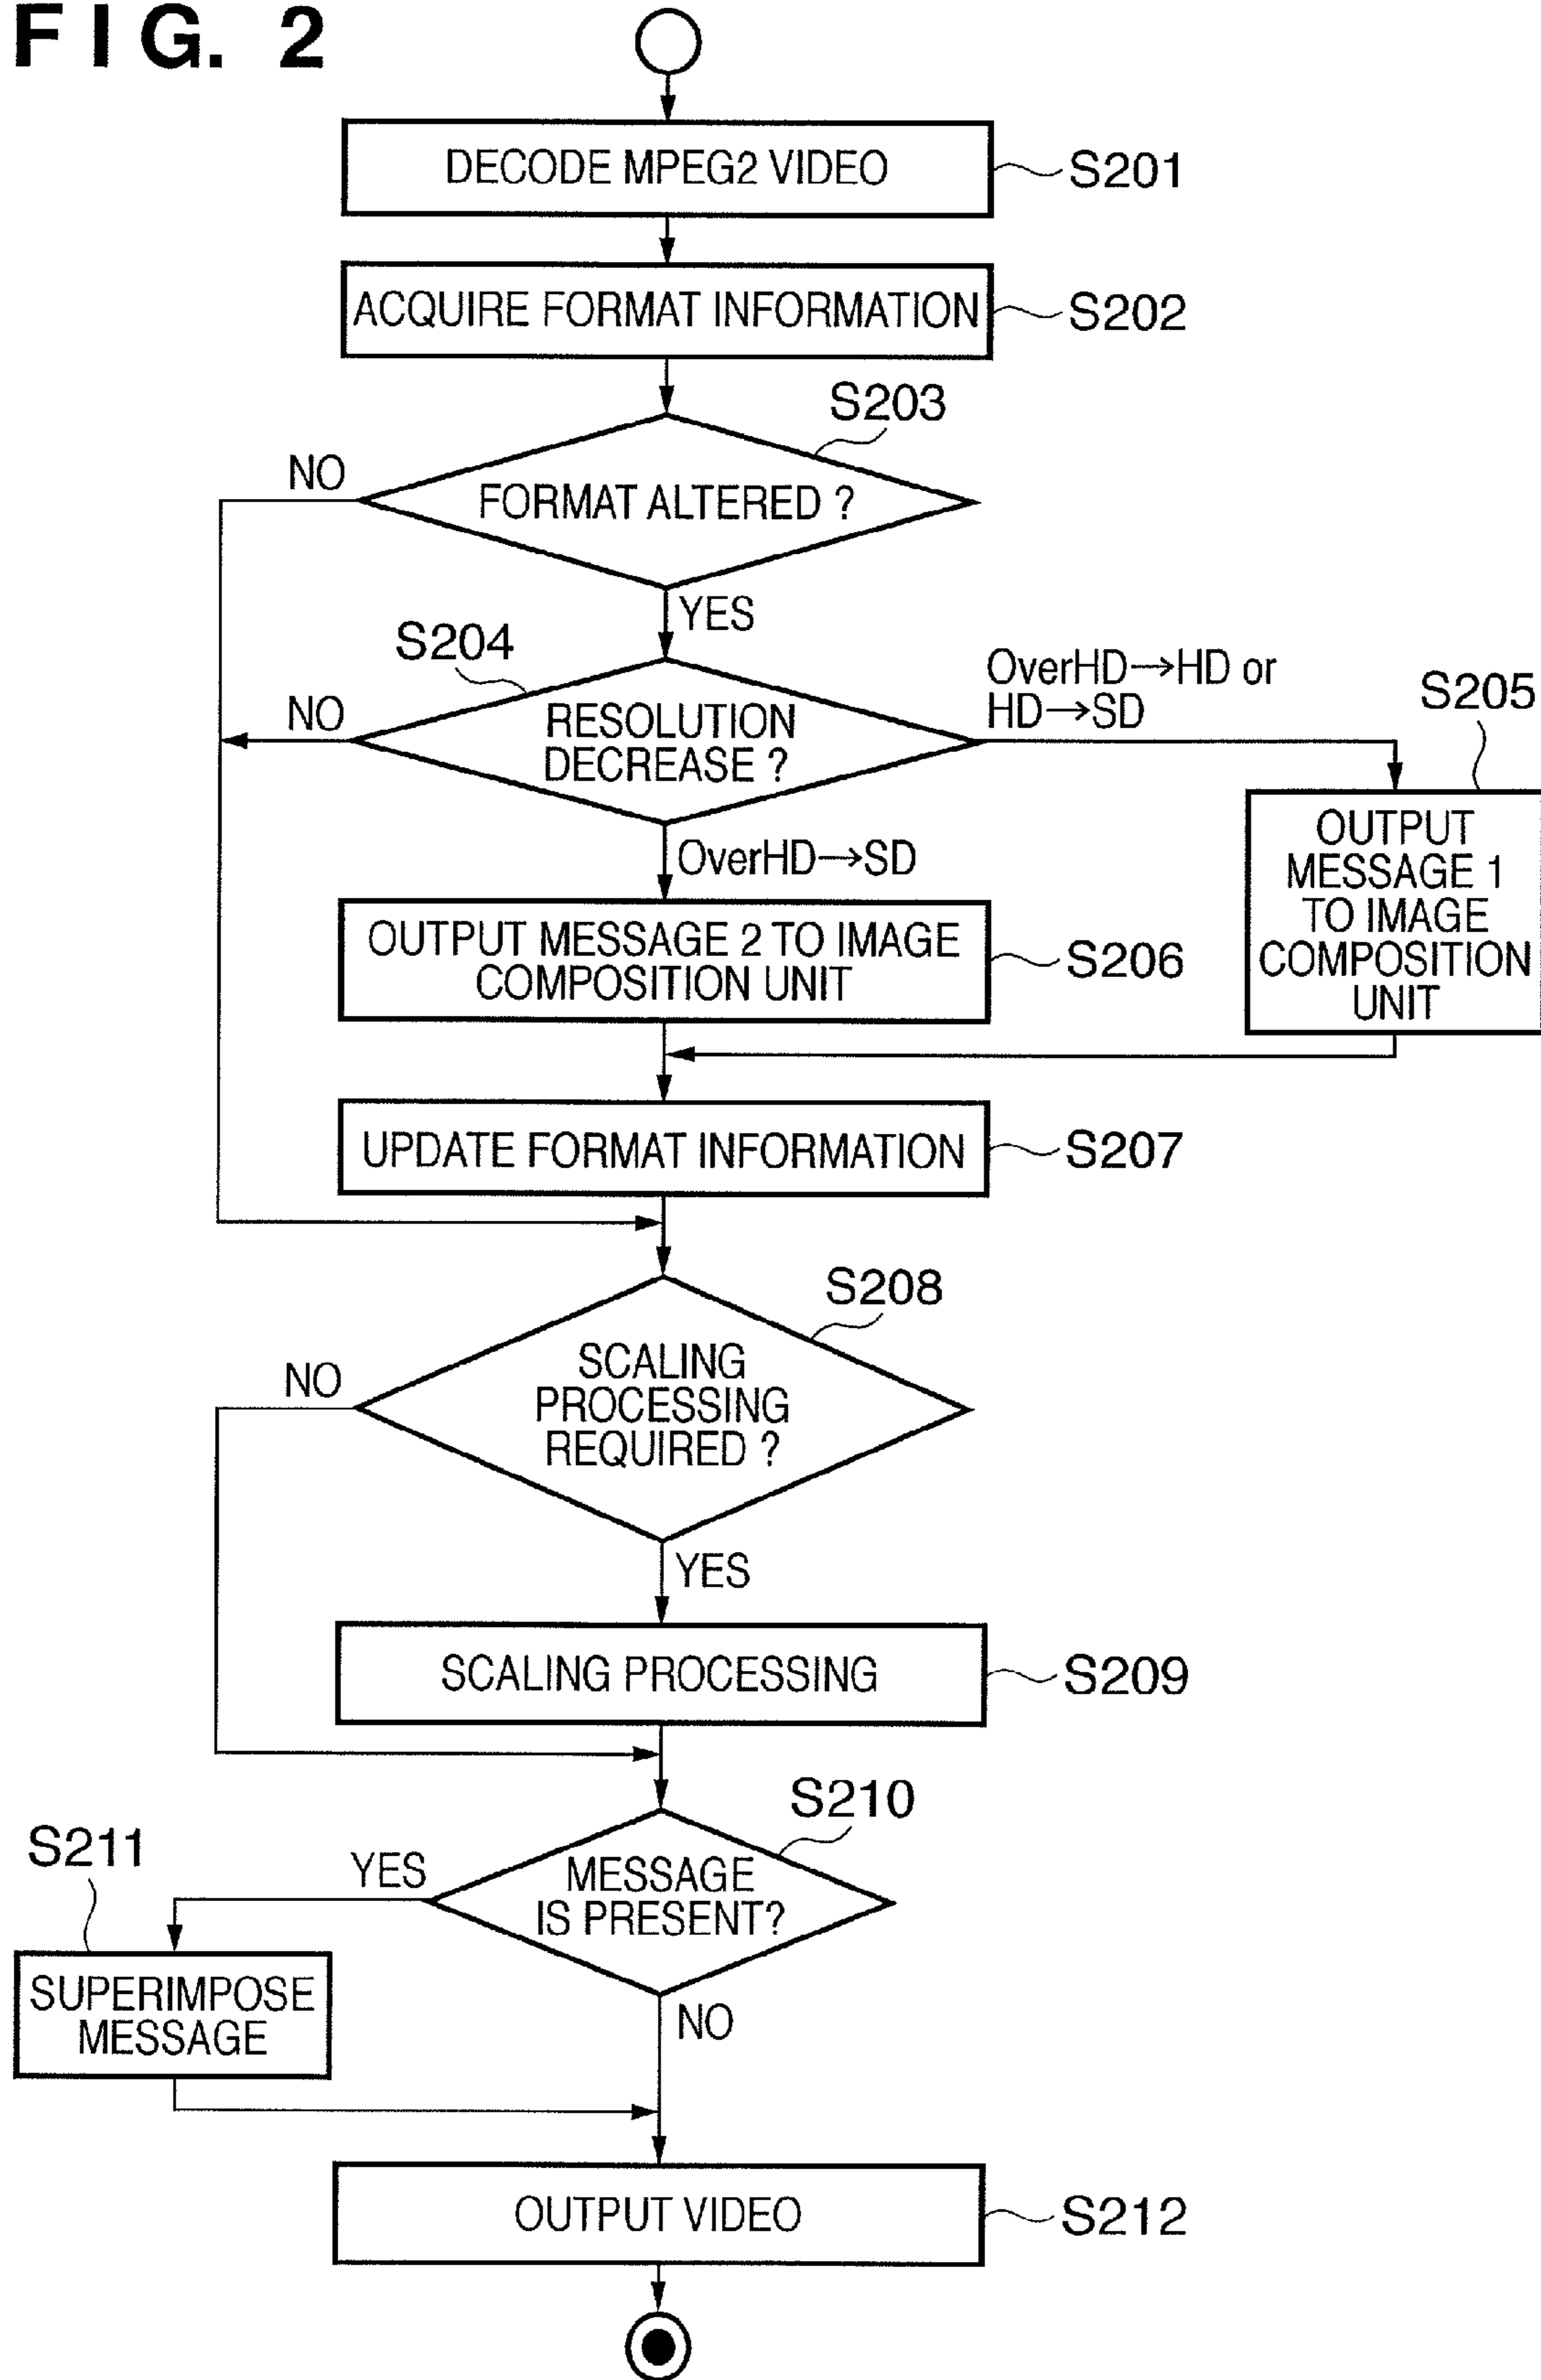 FIG. 2
DECODE MPEG2 VIDEO
S201
ACQUIRE FORMAT INFORMATION
S202
S203
NO
FORMAT ALTERED ?
YES
S204
OverHD→HD or
HD→SD
S205
NO
RESOLUTION
DECREASE ?
OverHD→SD
OUTPUT
MESSAGE 1
TO IMAGE
COMPOSITION
UNIT
OUTPUT MESSAGE 2 TO IMAGE
COMPOSITION UNIT
S206
UPDATE FORMAT INFORMATION
S207
S208
NO
SCALING
PROCESSING
REQUIRED ?
YES
SCALING PROCESSING
S209
S210
S211
YES
MESSAGE
IS PRESENT?
SUPERIMPOSE
MESSAGE
NO
OUTPUT VIDEO
S212